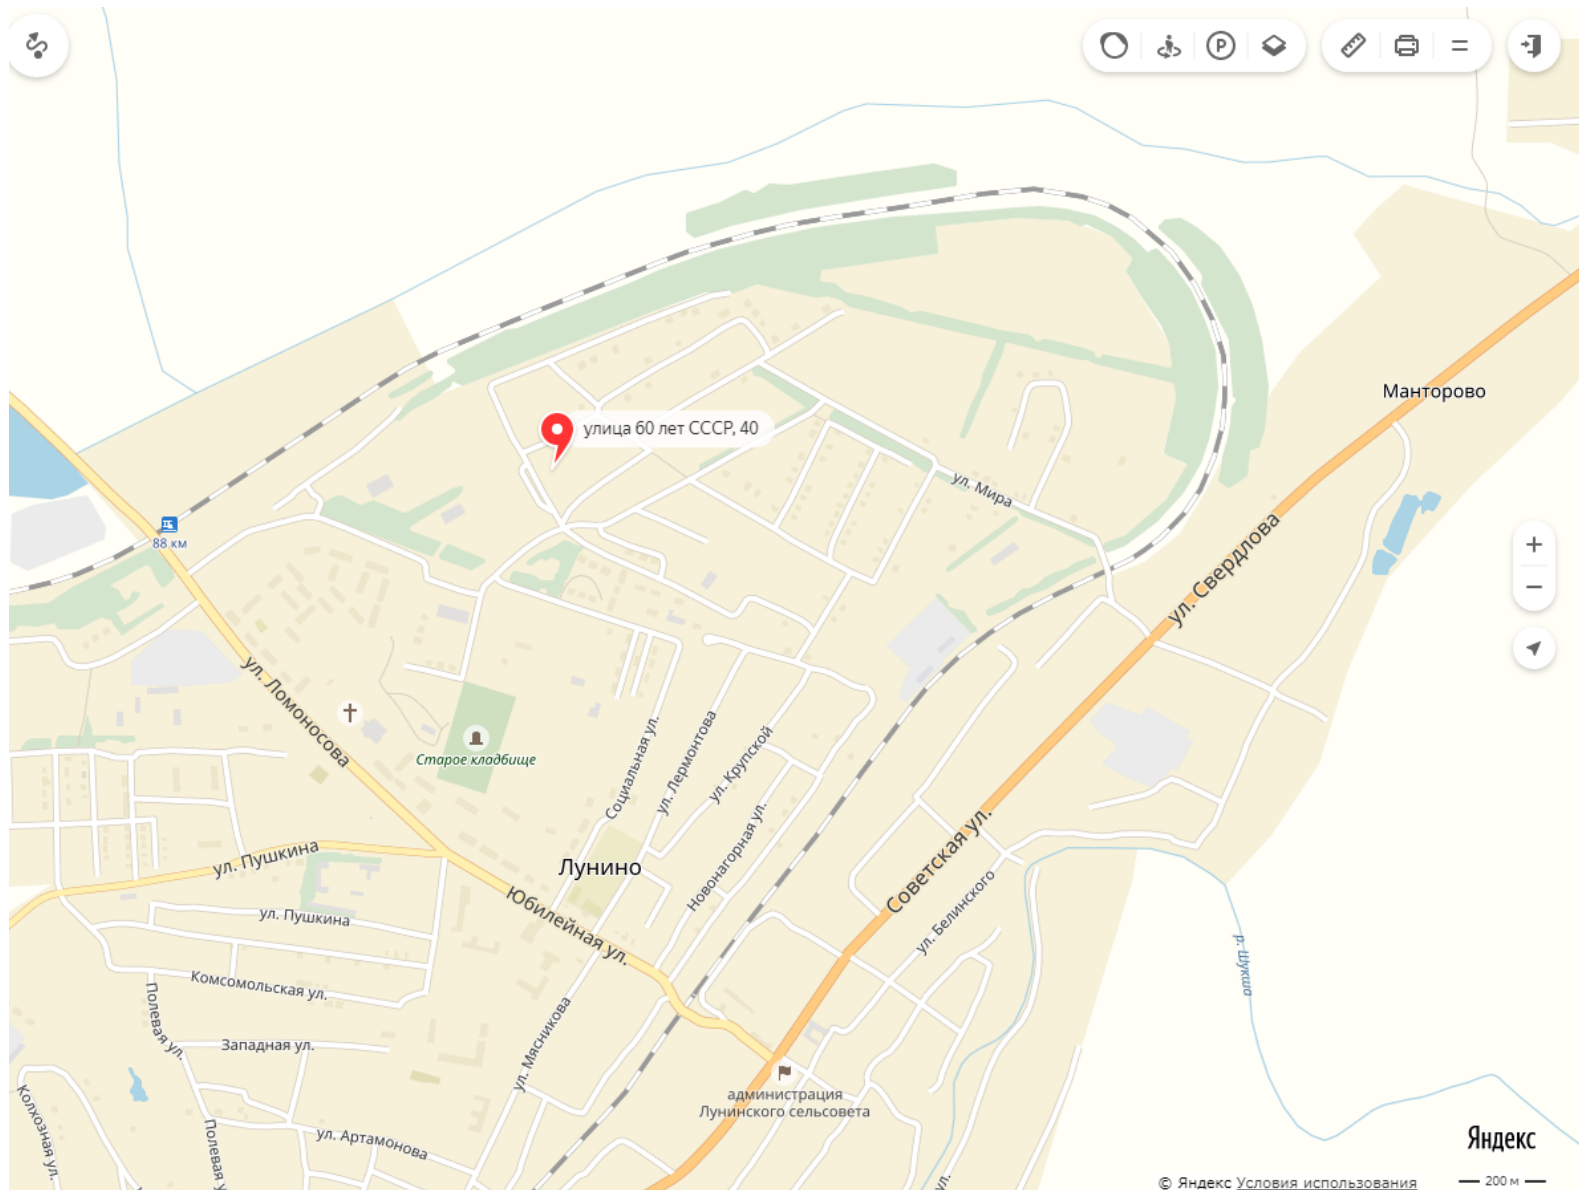 P
Манторово
улица 60 лет СССР, 40
ул. Мира
88 км
ул. Свердлова
ул. Ломоносова
Старое кладбище
Социальная ул.
ул. Лермонтова
ул. Крупской
Новонагорная ул.
Советская ул.
ул. Белинского
ул. Пушкина
Лунино
Юбилейная ул.
ул. Пушкина
р. Шукша
Комсомольская ул.
Полевая ул.
Западная ул.
ул. Мясникова
администрация
Лунинского сельсовета
Колхозная ул.
Полевая у
ул. Артамонова
ул.
Яндекс
© Яндекс Условия использования
200 м